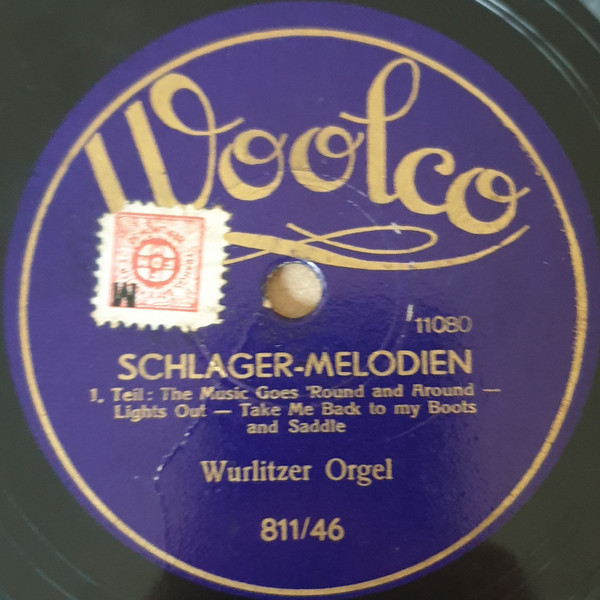 Woolco
M
11080
SCHLAGER-MELODIEN
1. Teil: The Music Goes 'Round and Around —
Lights Out — Take Me Back to my Boots
and Saddle
Wurlitzer Orgel
811/46